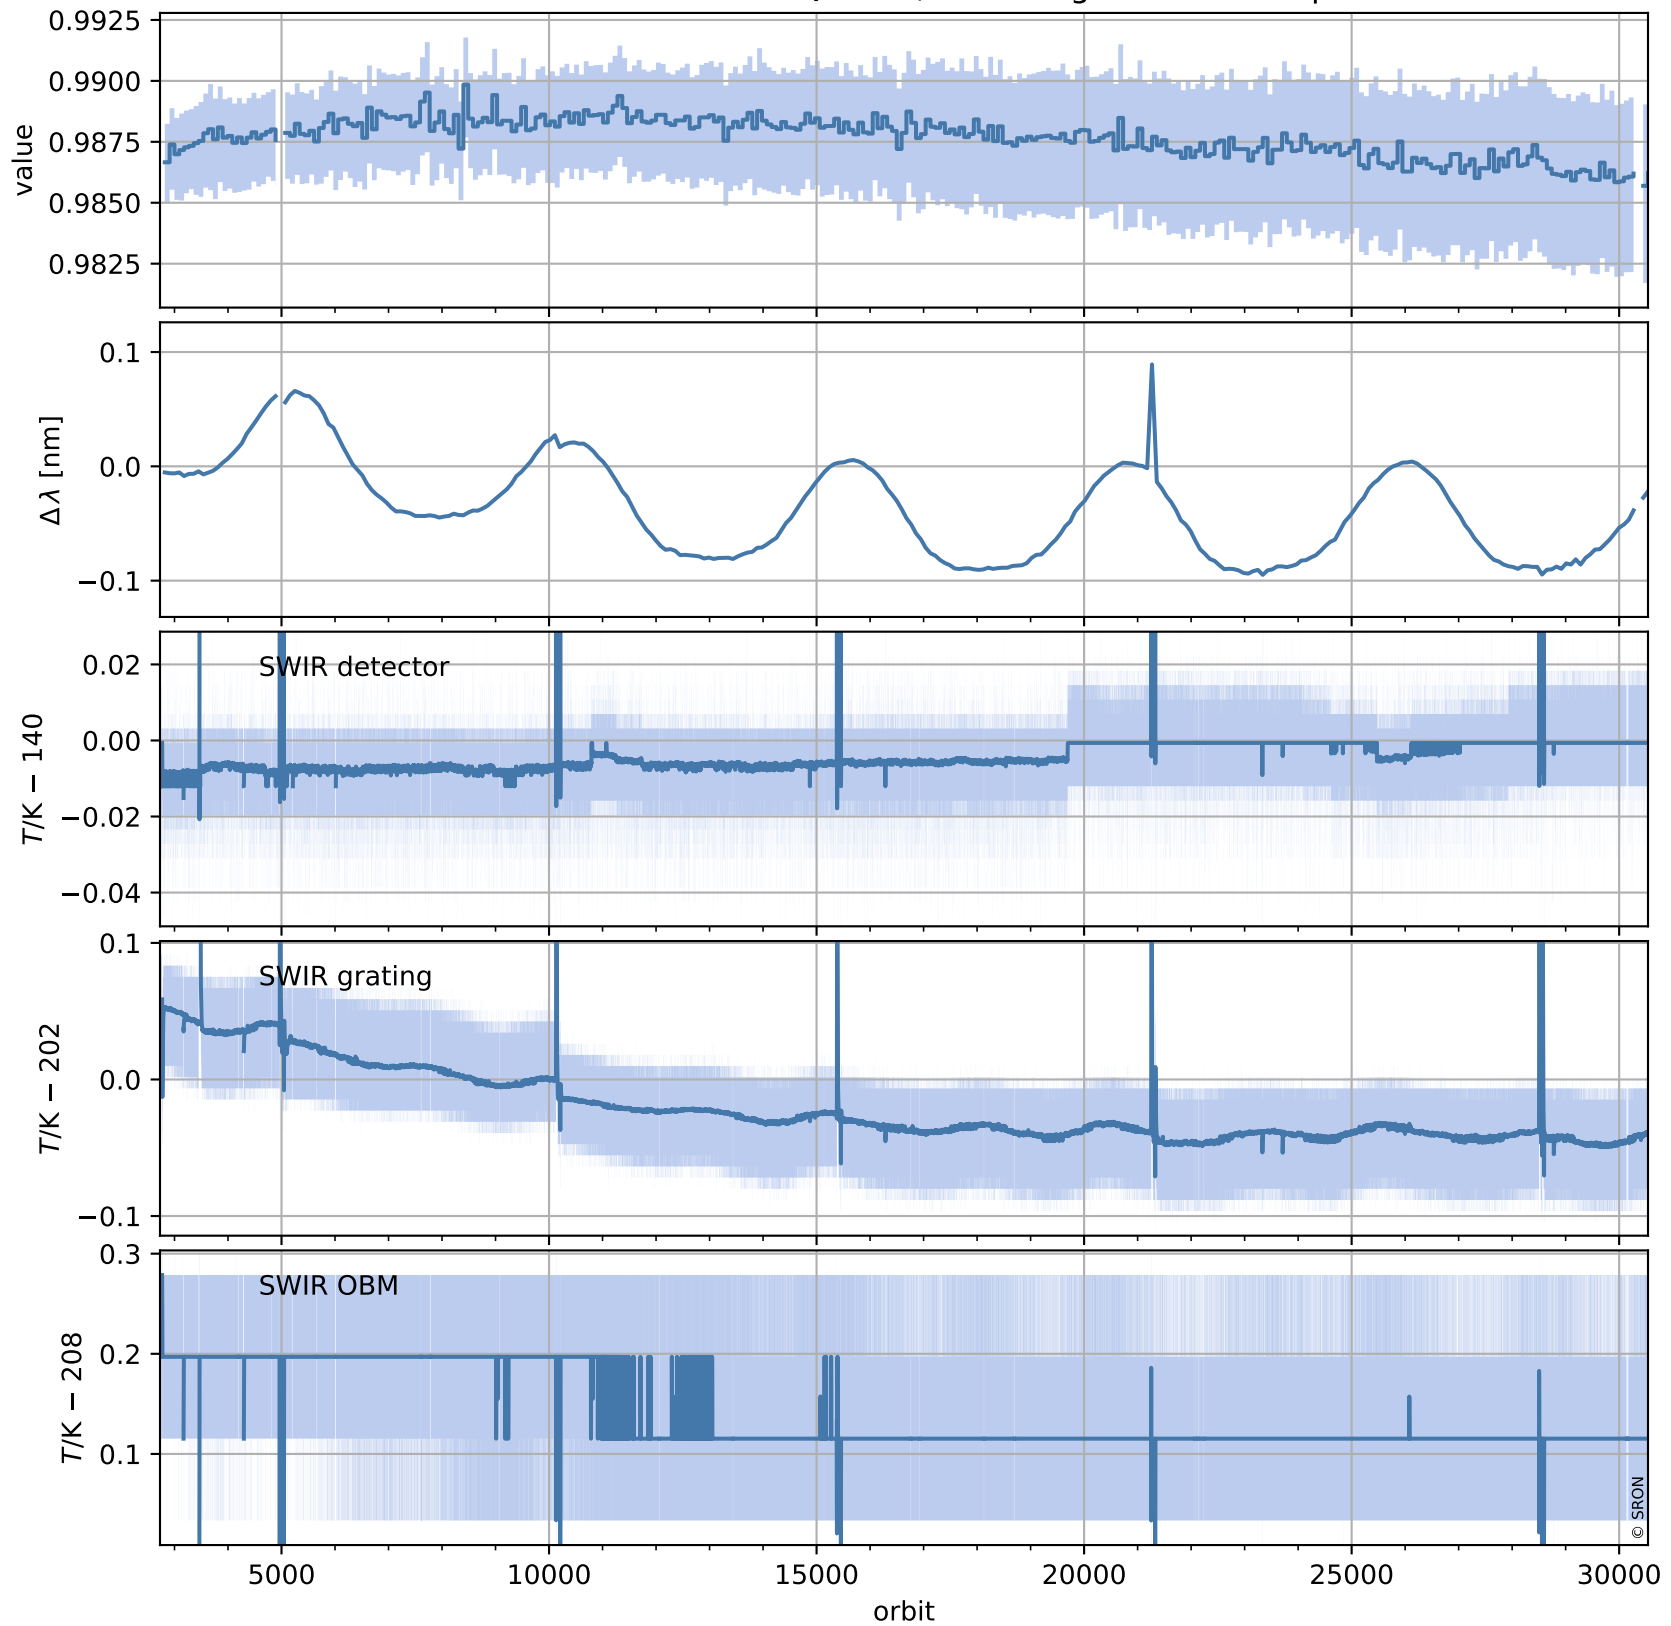 0.9925
0.9900
0.9875
0.9850
0.9825
value
0.1
0.0
−0.1
Δλ [nm]
SWIR detector
0.02
0.00
−0.02
−0.04
T/K − 140
SWIR grating
0.1
0.0
−0.1
T/K − 202
SWIR OBM
0.3
0.2
0.1
T/K − 208
© SRON
5000 10000 15000 20000 25000 30000
orbit